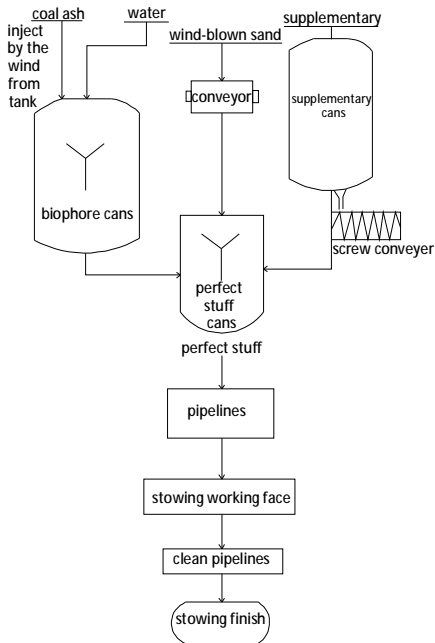 coal ash
inject by the
wind from
tank
water
wind-blown sand
supplementary
conveyor
supplementary
cans
biophore cans
screw conveyer
perfect
stuff
cans
perfect stuff
pipelines
stowing working face
clean pipelines
stowing finish